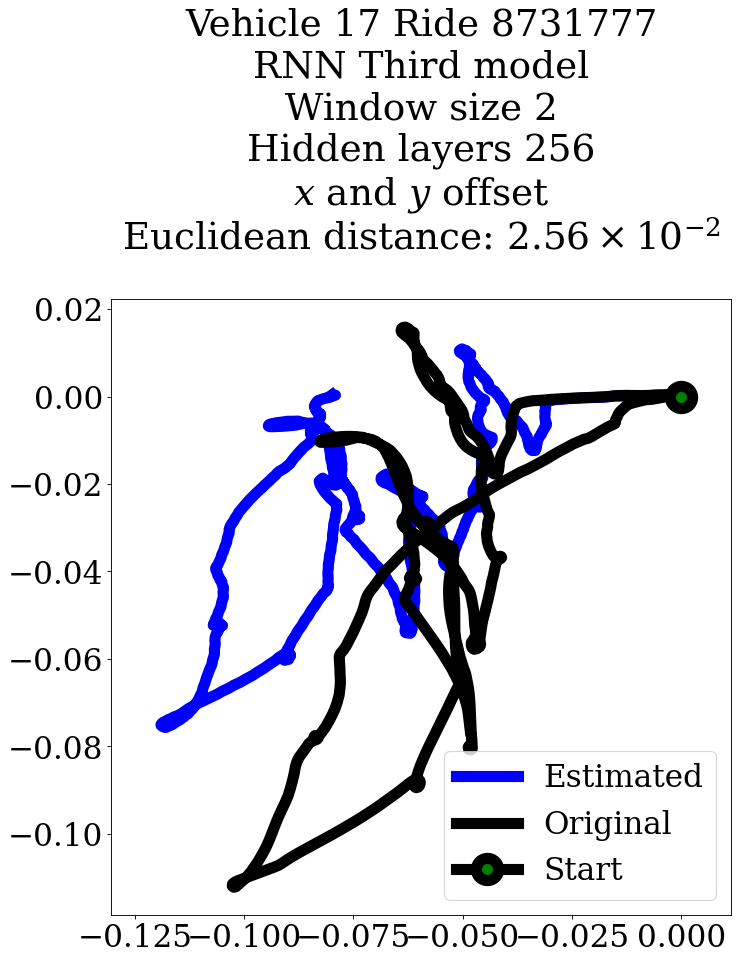 Vehicle 17 Ride 8731777
RNN Third model
Window size 2
Hidden layers 256
x and y offset
Euclidean distance: 2.56 × 10⁻²
0.02
0.00
−0.02
−0.04
−0.06
−0.08
−0.10
Estimated
Original
Start
−0.125 −0.100 −0.075 −0.050 −0.025 0.000